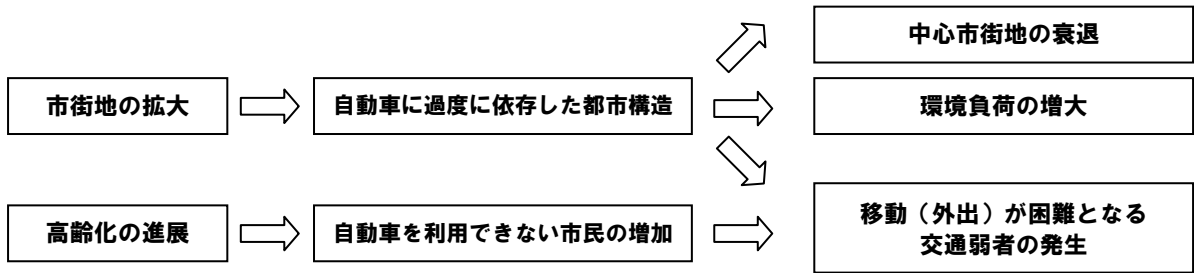 中心市街地の衰退
市街地の拡大
自動車に過度に依存した都市構造
環境負荷の増大
高齢化の進展
自動車を利用できない市民の増加
移動（外出）が困難となる
交通弱者の発生